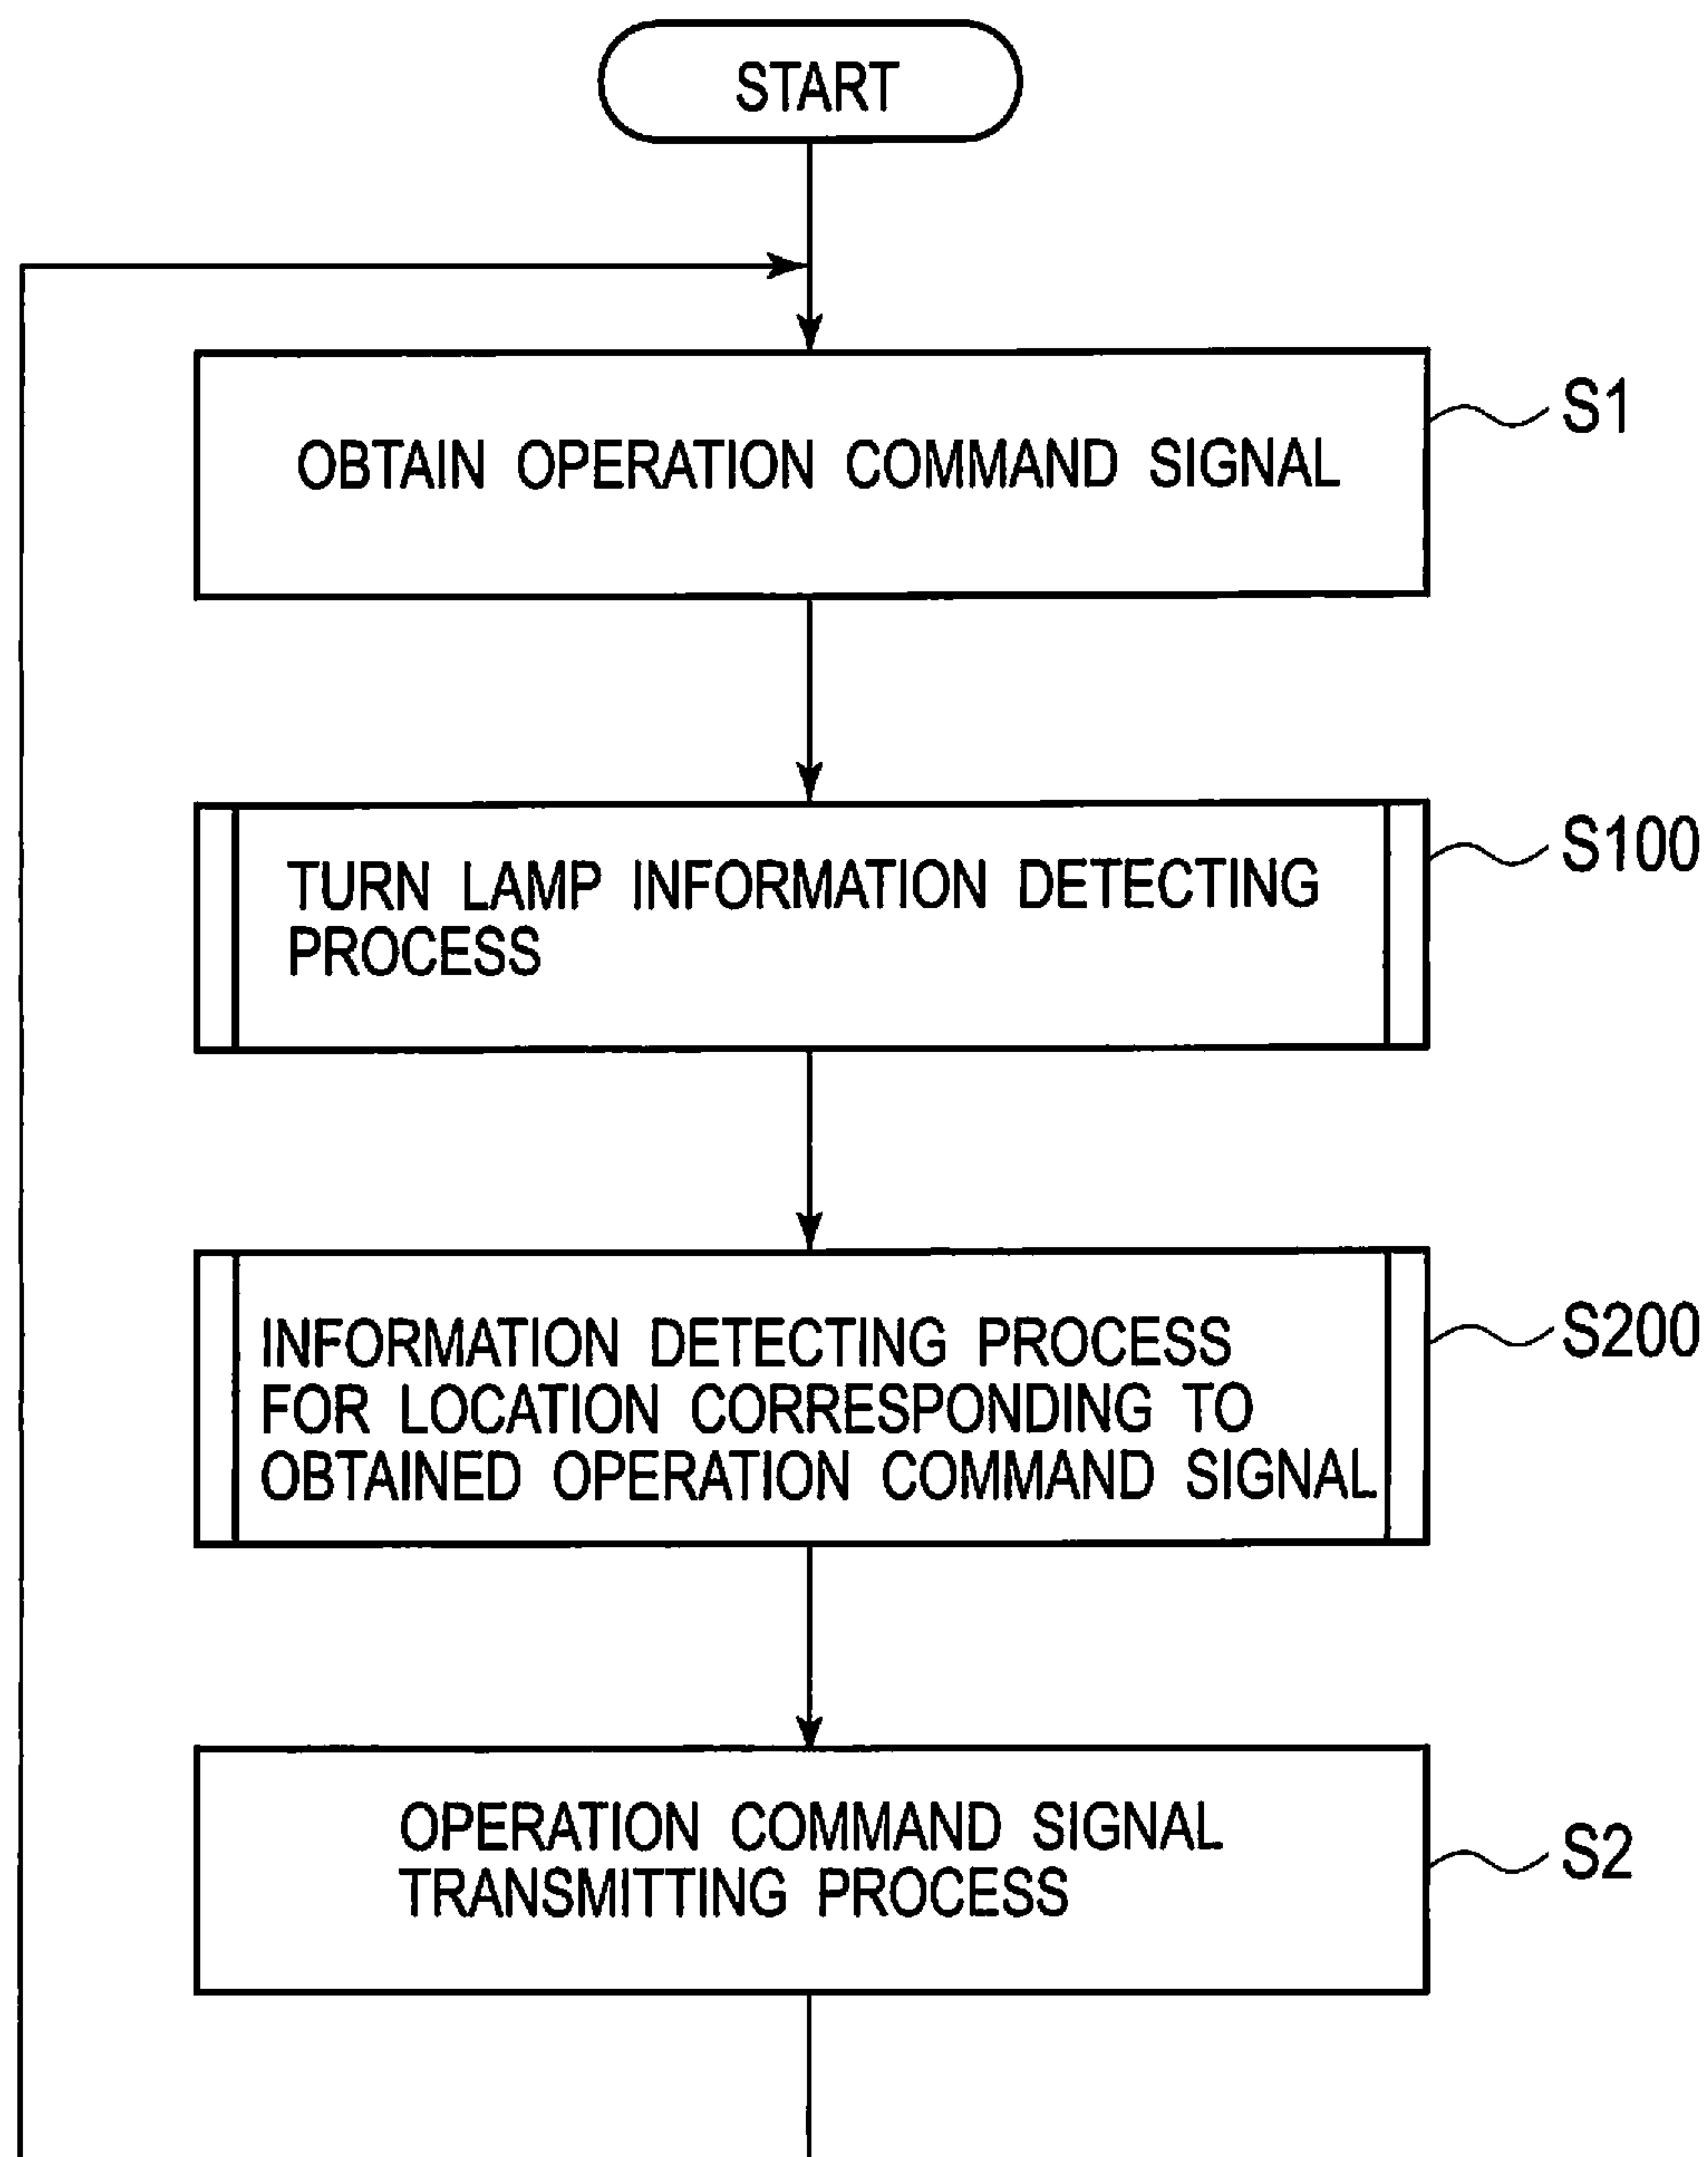 START
OBTAIN OPERATION COMMAND SIGNAL
S1
TURN LAMP INFORMATION DETECTING
PROCESS
S100
INFORMATION DETECTING PROCESS
FOR LOCATION CORRESPONDING TO
OBTAINED OPERATION COMMAND SIGNAL
S200
OPERATION COMMAND SIGNAL
TRANSMITTING PROCESS
S2